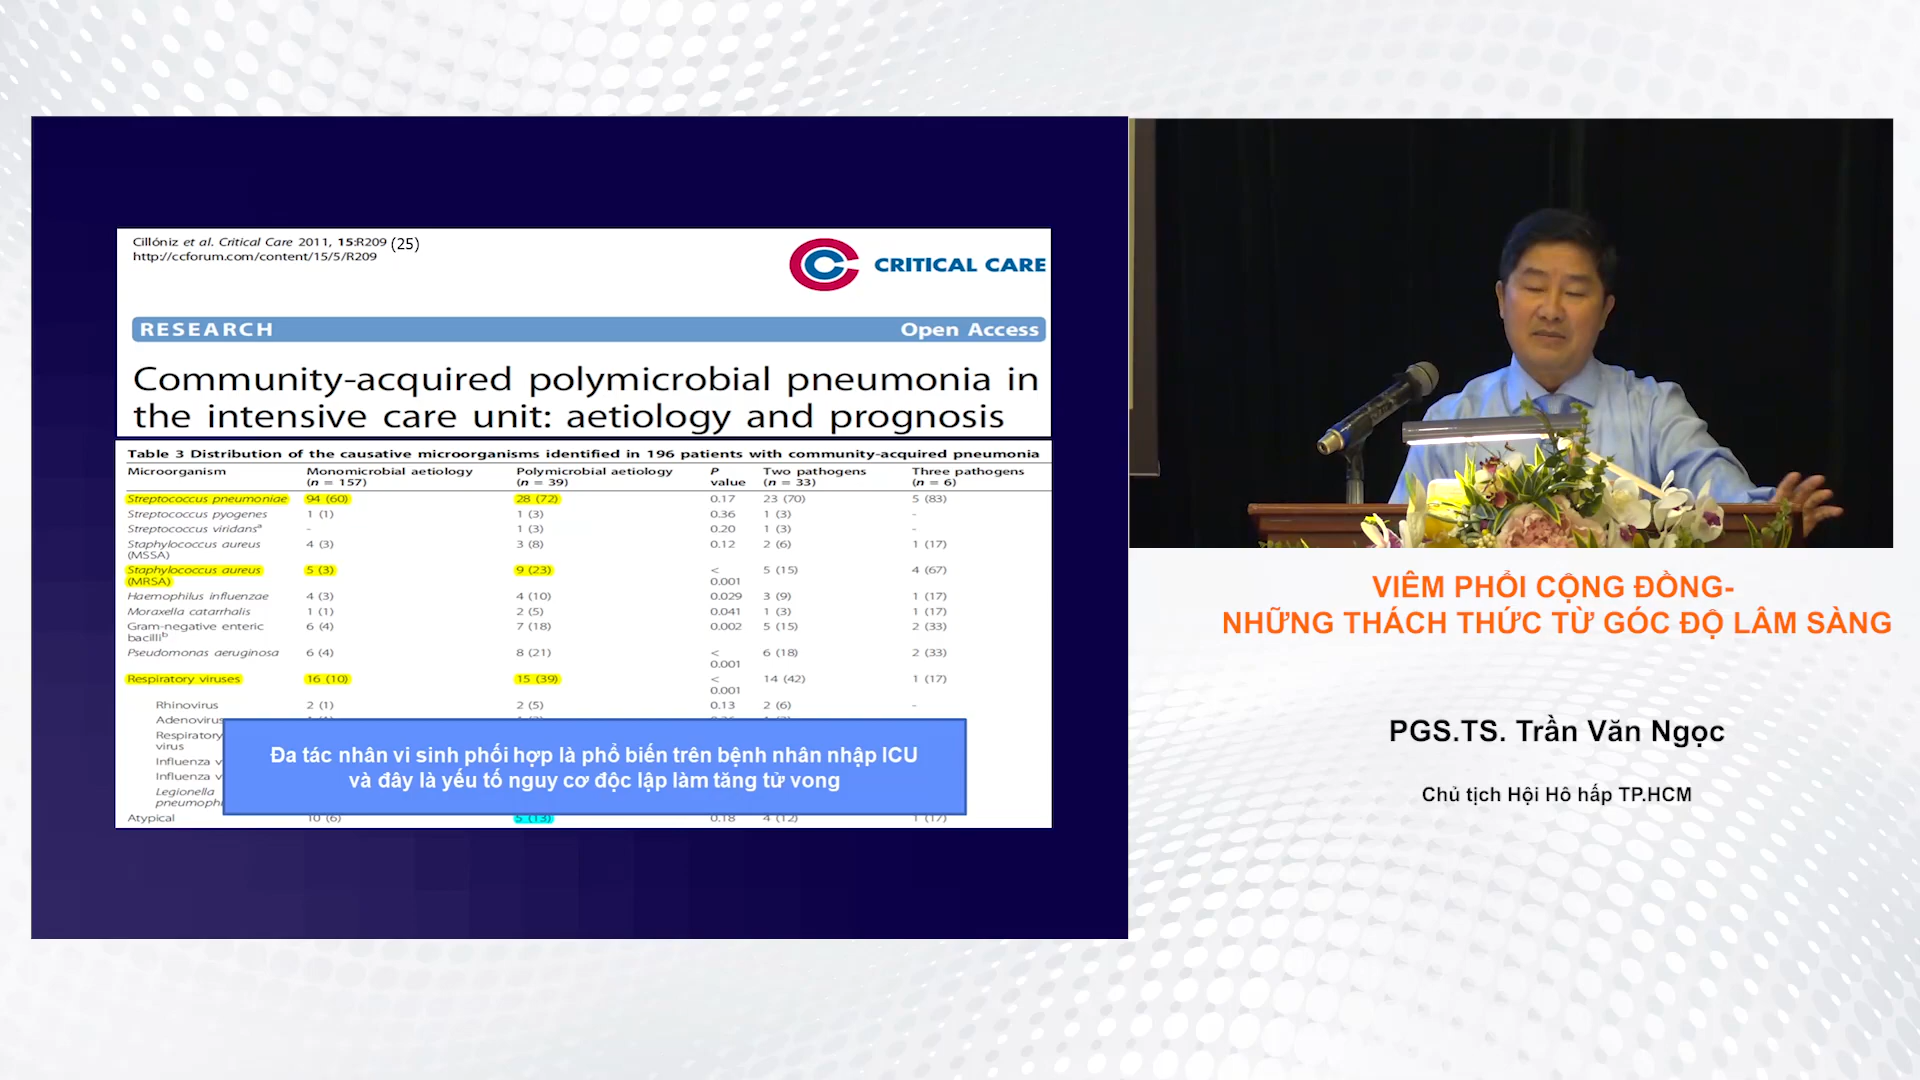 Cillóniz et al. Critical Care 2011, 15:R209 (25)
http://ccforum.com/content/15/5/R209
CRITICAL CARE
RESEARCH Open Access
Community-acquired polymicrobial pneumonia in
the intensive care unit: aetiology and prognosis
Table 3 Distribution of the causative microorganisms identified in 196 patients with community-acquired pneumonia
Microorganism Monomicrobial aetiology Polymicrobial aetiology P Two pathogens Three pathogens
(n = 157) (n = 39) value (n = 33) (n = 6)
Streptococcus pneumoniae 94 (60) 28 (72) 0.17 23 (70) 5 (83)
Streptococcus pyogenes 1 (1) 1 (3) 0.36 1 (3) -
Streptococcus viridansᵃ - 1 (3) 0.20 1 (3) -
Staphylococcus aureus 4 (3) 3 (8) 0.12 2 (6) 1 (17)
(MSSA)
Staphylococcus aureus 5 (3) 9 (23) < 5 (15) 4 (67)
(MRSA) 0.001
Haemophilus influenzae 4 (3) 4 (10) 0.029 3 (9) 1 (17)
Moraxella catarrhalis 1 (1) 2 (5) 0.041 1 (3) 1 (17)
Gram-negative enteric 6 (4) 7 (18) 0.002 5 (15) 2 (33)
bacilliᵇ
Pseudomonas aeruginosa 6 (4) 8 (21) < 6 (18) 2 (33)
0.001
Respiratory viruses 16 (10) 15 (39) < 14 (42) 1 (17)
0.001
Rhinovirus 2 (1) 2 (5) 0.13 2 (6) -
Adenovirus
Respiratory
virus
Influenza v
Influenza v
Legionella
pneumophi
Atypical 10 (6) 5 (13) 0.18 4 (12) 1 (17)
Đa tác nhân vi sinh phối hợp là phổ biến trên bệnh nhân nhập ICU
và đây là yếu tố nguy cơ độc lập làm tăng tử vong
VIÊM PHỔI CỘNG ĐỒNG-
NHỮNG THÁCH THỨC TỪ GÓC ĐỘ LÂM SÀNG
PGS.TS. Trần Văn Ngọc
Chủ tịch Hội Hô hấp TP.HCM